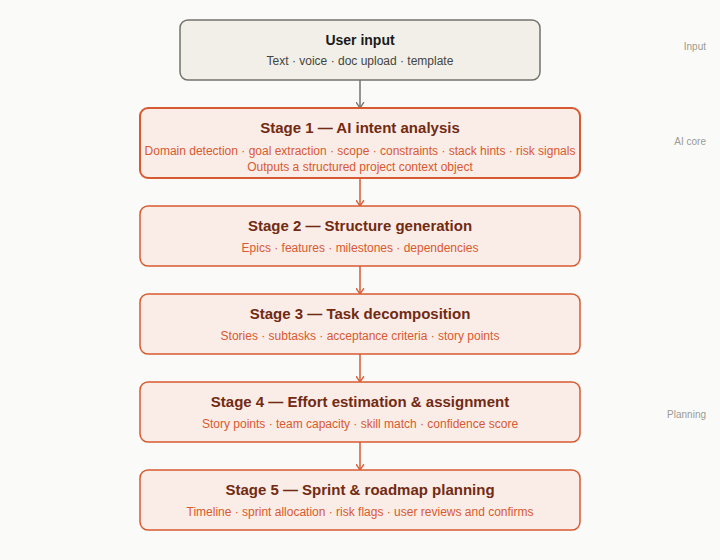 User input
Text · voice · doc upload · template
Input
Stage 1 — AI intent analysis
AI core
Domain detection · goal extraction · scope · constraints · stack hints · risk signals
Outputs a structured project context object
Stage 2 — Structure generation
Epics · features · milestones · dependencies
Stage 3 — Task decomposition
Stories · subtasks · acceptance criteria · story points
Stage 4 — Effort estimation & assignment
Planning
Story points · team capacity · skill match · confidence score
Stage 5 — Sprint & roadmap planning
Timeline · sprint allocation · risk flags · user reviews and confirms